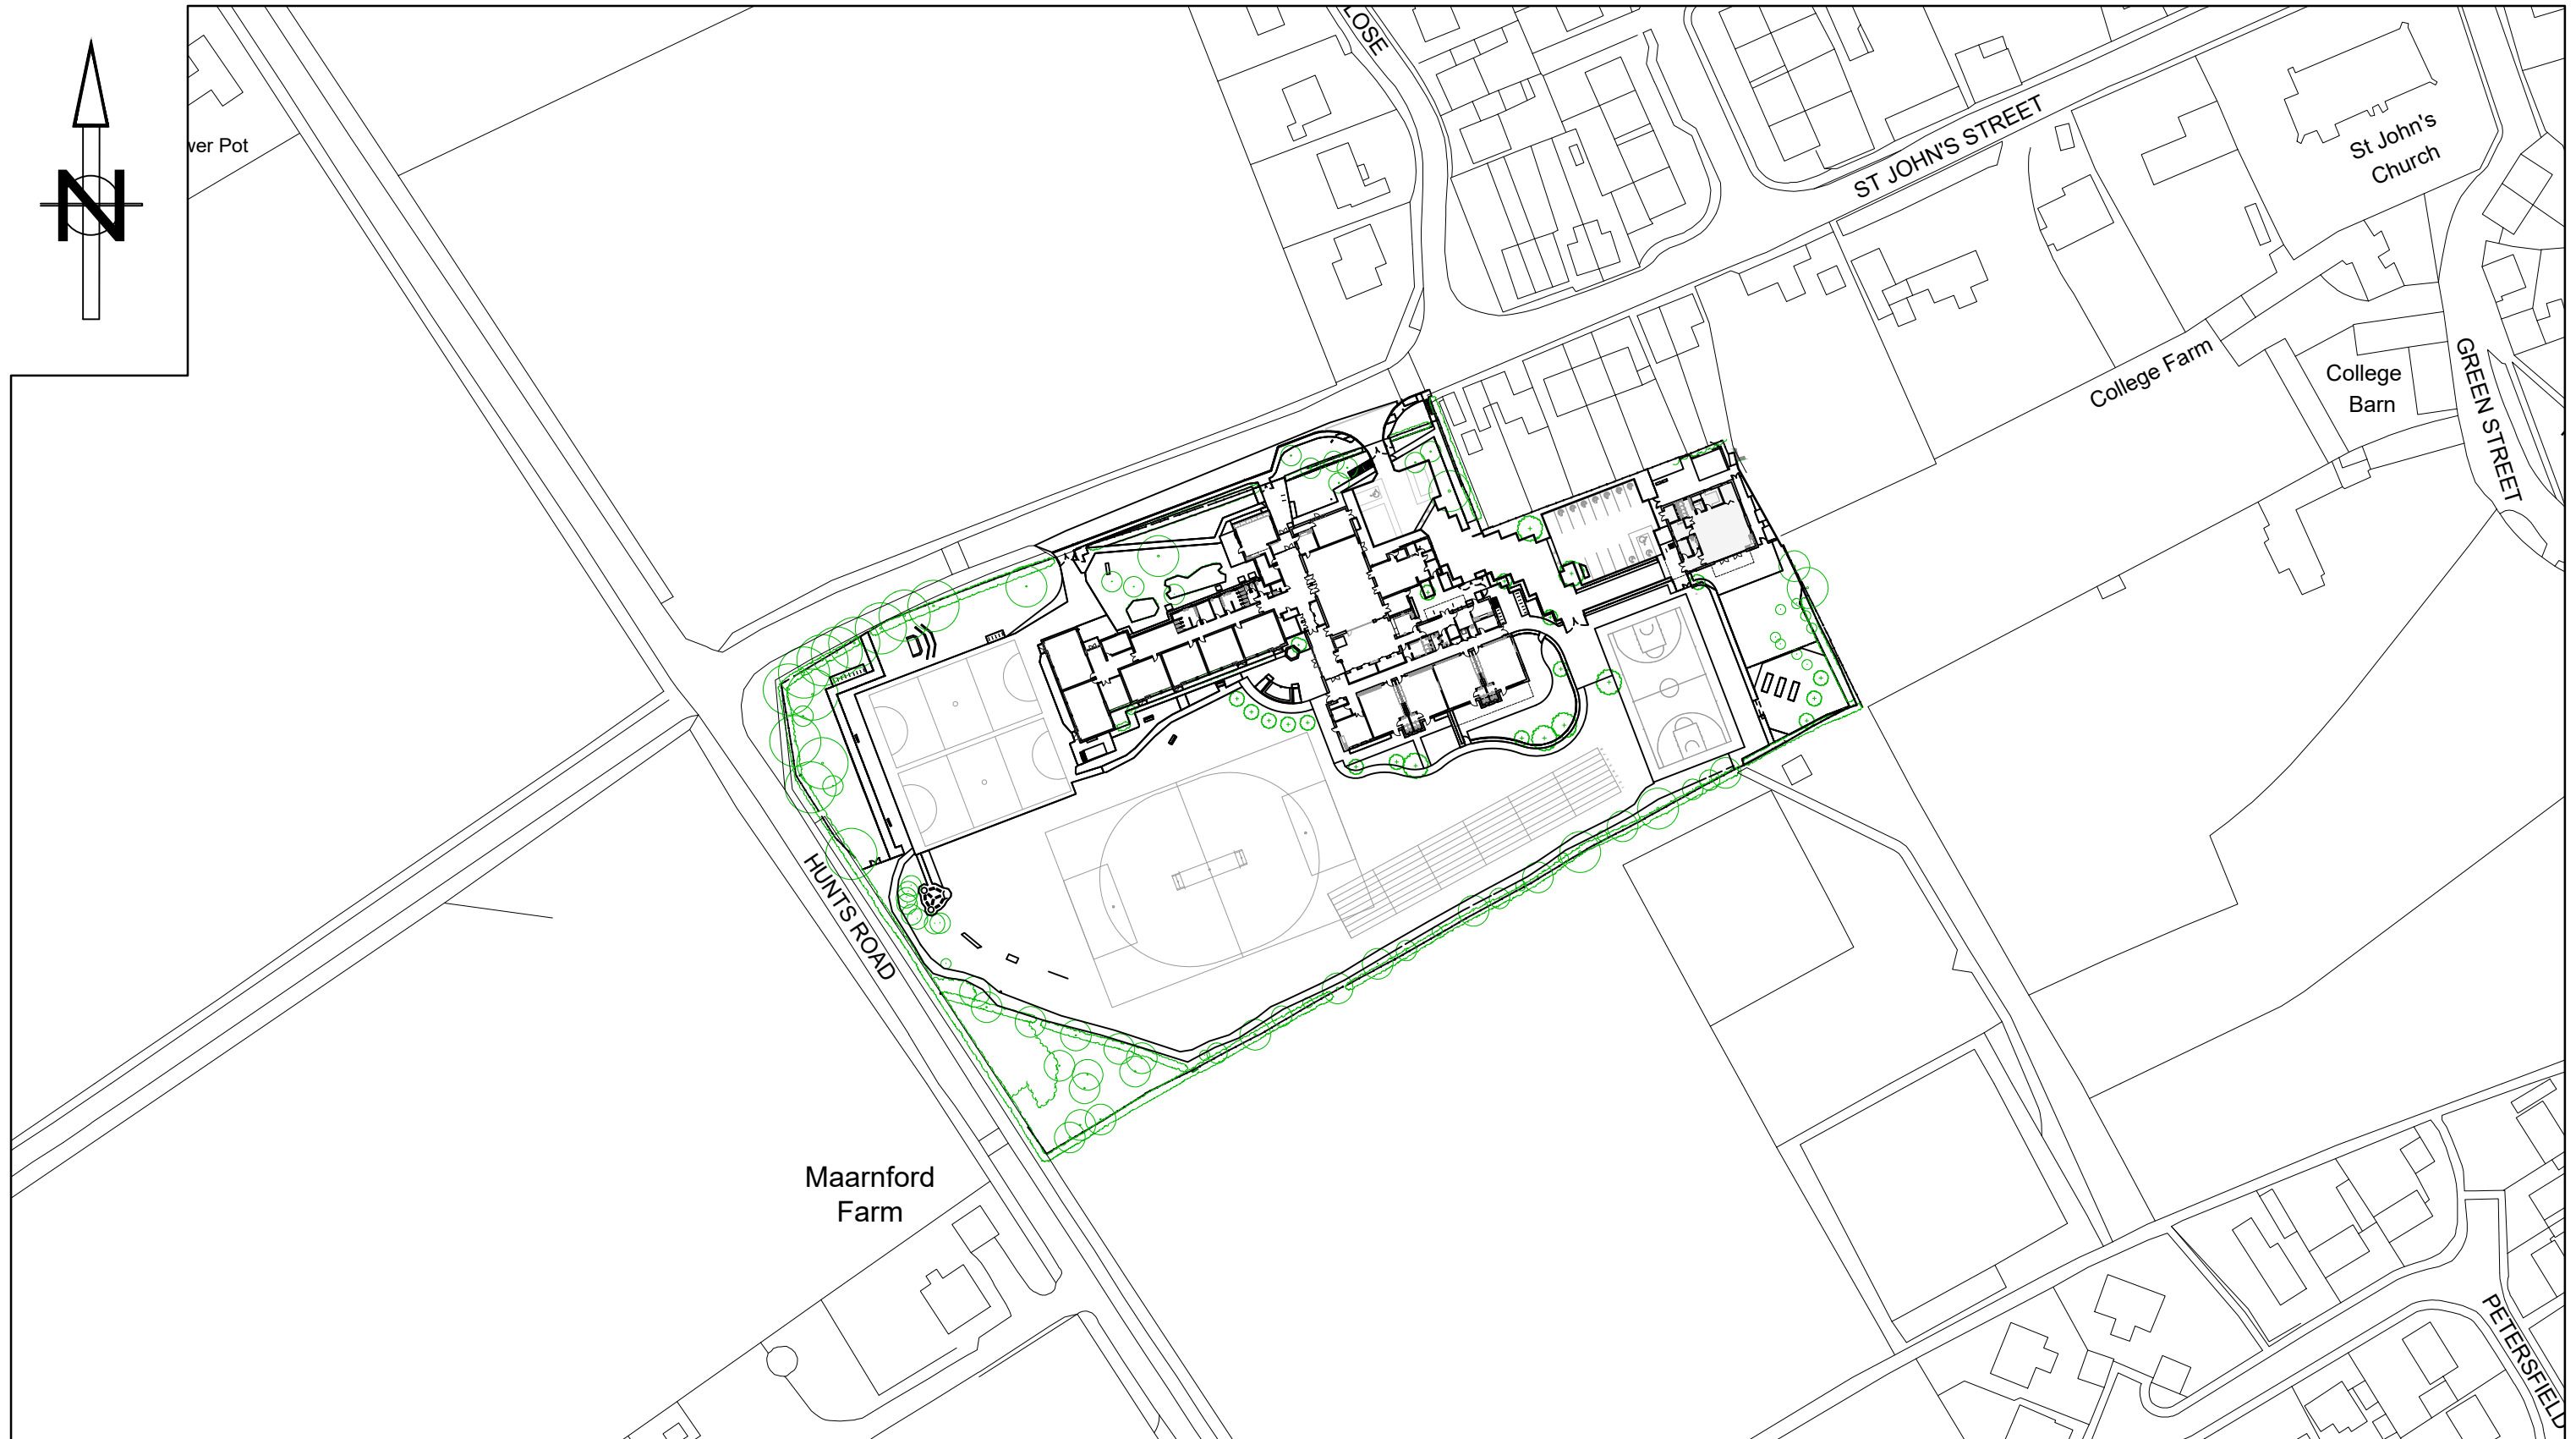 LOSE
N
wer Pot
ST JOHN'S STREET
St John's
Church
College Farm
College
Barn
GREEN STREET
HUNTS ROAD
Maarnford
Farm
PETERSFIELD